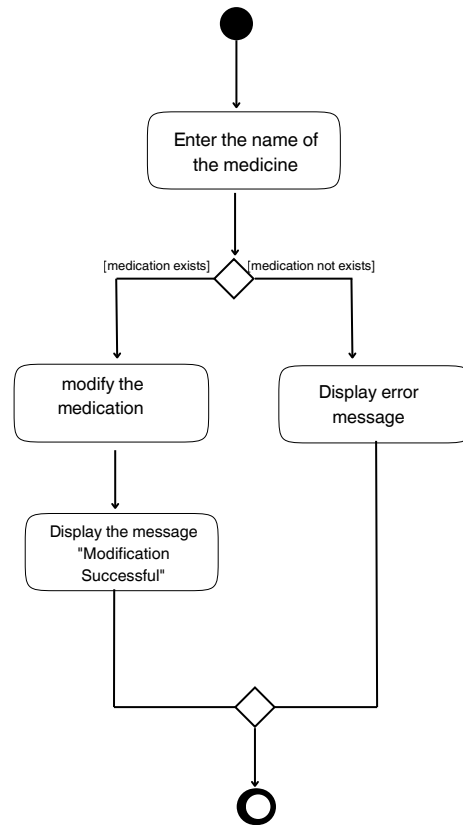 Enter the name of
the medicine
[medication exists]
[medication not exists]
modify the
medication
Display error
message
Display the message
"Modification
Successful"